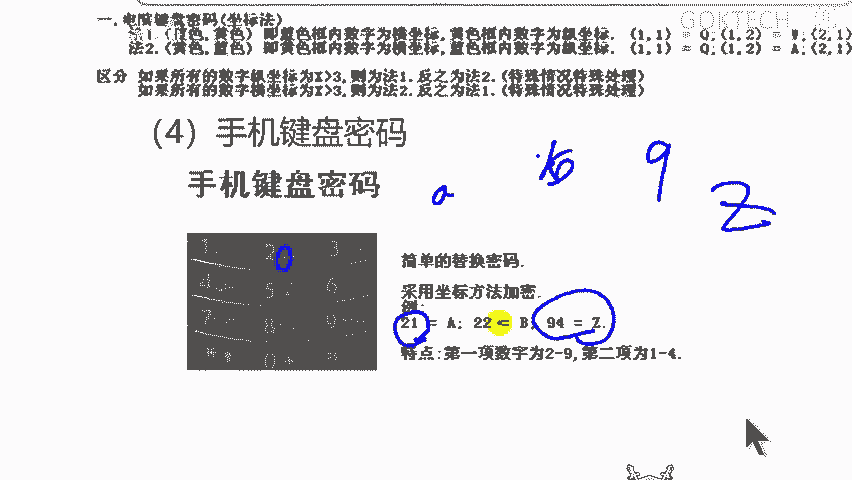 GOKTECH
一.电脑键盘密码(坐标法)
法1.(蓝色,黄色) 即蓝色框内数字为横坐标,黄色框内数字为纵坐标. (1,1) = Q,(1,2) = W,(2,1)
法2.(黄色,蓝色) 即黄色框内数字为横坐标,蓝色框内数字为纵坐标. (1,1) = Q,(1,2) = A,(2,1)
区分 如果所有的数字纵坐标为X>3,则为法1.反之为法2.(特殊情况特殊处理)
如果所有的数字横坐标为X>3,则为法2.反之为法1.(特殊情况特殊处理)
(4) 手机键盘密码
手机键盘密码
a 9 Z
1 2 3
4 5 6
7 8 9
* 0
简单的替换密码.
采用坐标方法加密.
例:
21 = A; 22 = B; 94 = Z.
特点:第一项数字为2-9,第二项为1-4.